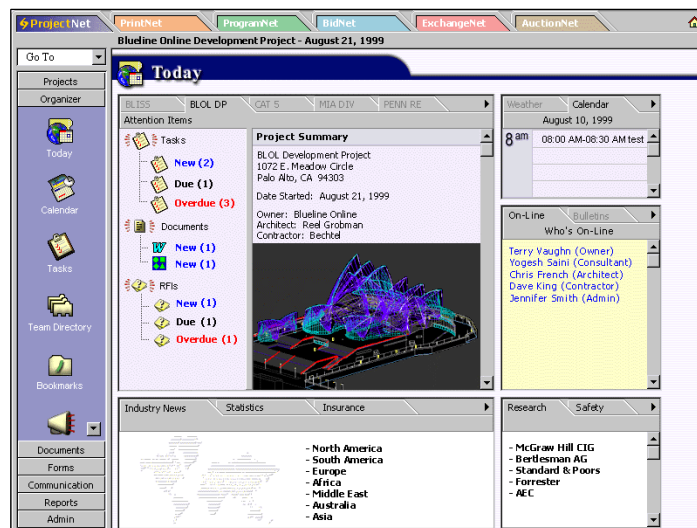 ProjectNet
PrintNet
ProgramNet
BidNet
ExchangeNet
AuctionNet
Blueline Online Development Project - August 21, 1999
Go To
Projects
Organizer
Today
Calendar
Tasks
Team Directory
Bookmarks
Documents
Forms
Communication
Reports
Admin
Today
BLISS
BLOL DP
CAT 5
MIA DIV
PENN RE
Attention Items
Tasks
New (2)
Due (1)
Overdue (3)
Documents
New (1)
New (1)
RFIs
New (1)
Due (1)
Overdue (1)
Project Summary
BLOL Development Project
1072 E. Meadow Circle
Palo Alto, CA 94303
Date Started: August 21, 1999
Owner: Blueline Online
Architect: Reel Grobman
Contractor: Bechtel
Weather
Calendar
August 10, 1999
8 am
08:00 AM-08:30 AM test
On-Line
Bulletins
Who's On-Line
Terry Vaughn (Owner)
Yogesh Saini (Consultant)
Chris French (Architect)
Dave King (Contractor)
Jennifer Smith (Admin)
Industry News
Statistics
Insurance
- North America
- South America
- Europe
- Africa
- Middle East
- Australia
- Asia
Research
Safety
- McGraw Hill CIG
- Bertlesman AG
- Standard & Poors
- Forrester
- AEC